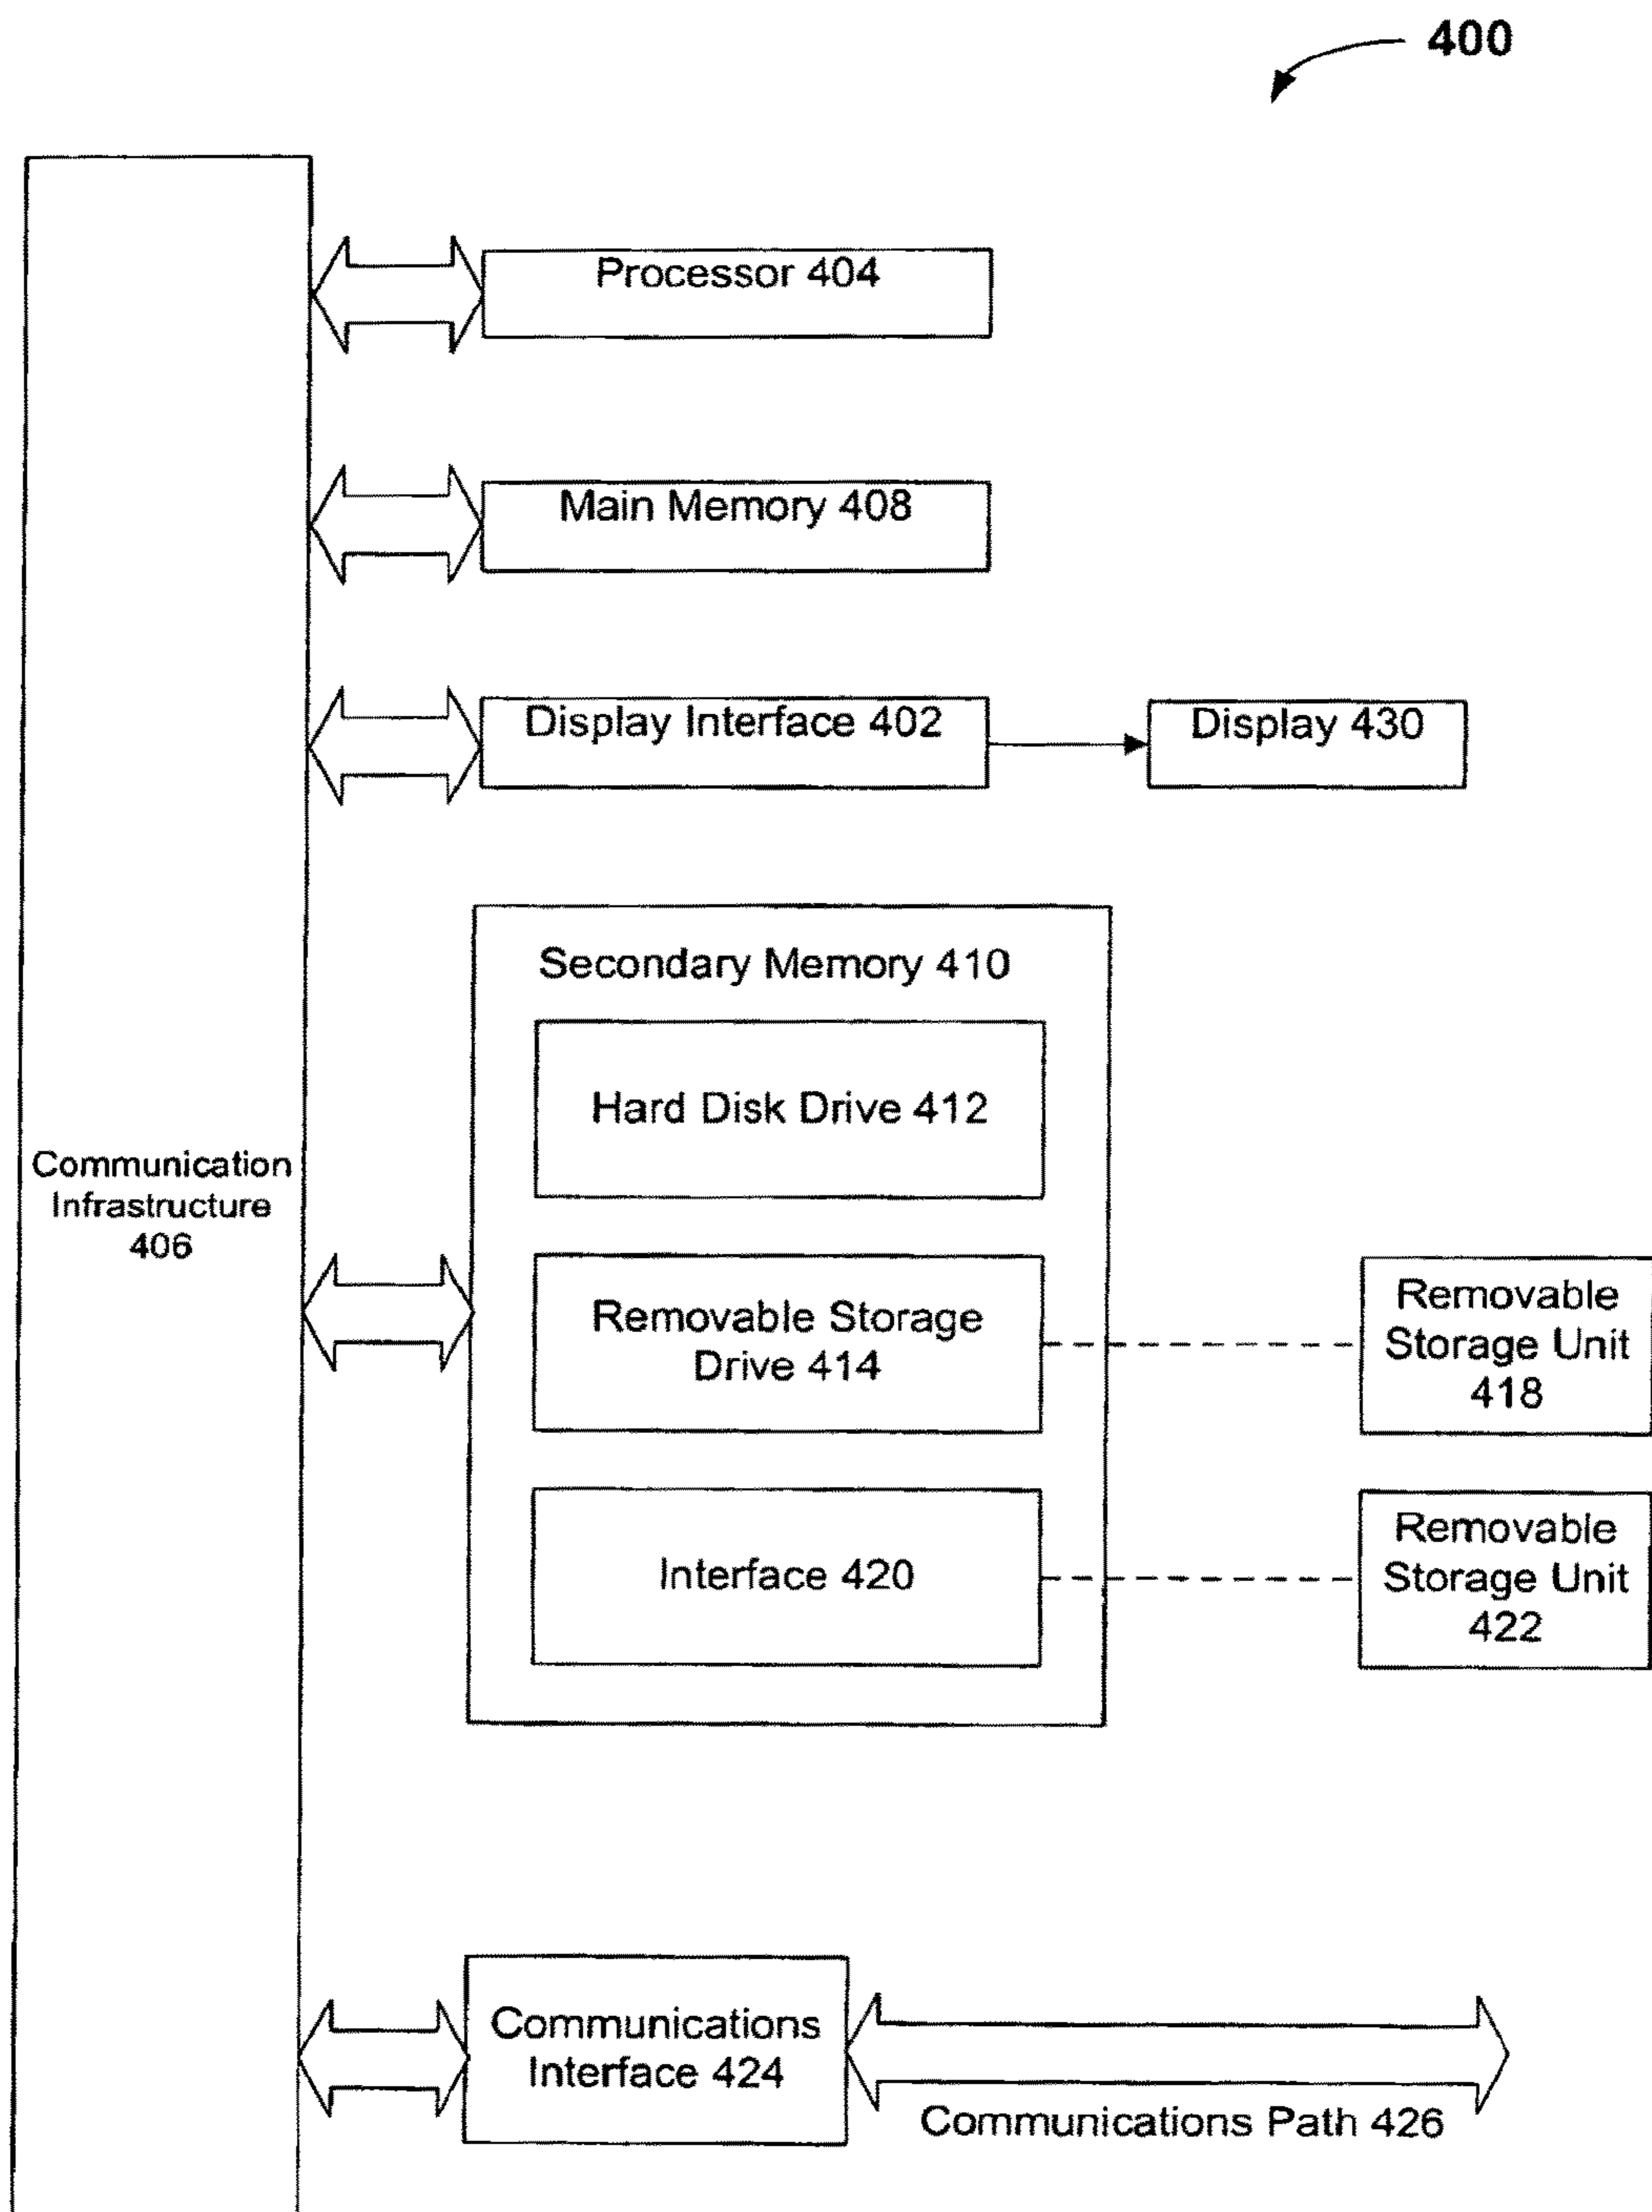 400
Processor 404
Main Memory 408
Display Interface 402
Display 430
Secondary Memory 410
Hard Disk Drive 412
Communication
Infrastructure
406
Removable Storage
Drive 414
Removable
Storage Unit
418
Interface 420
Removable
Storage Unit
422
Communications
Interface 424
Communications Path 426